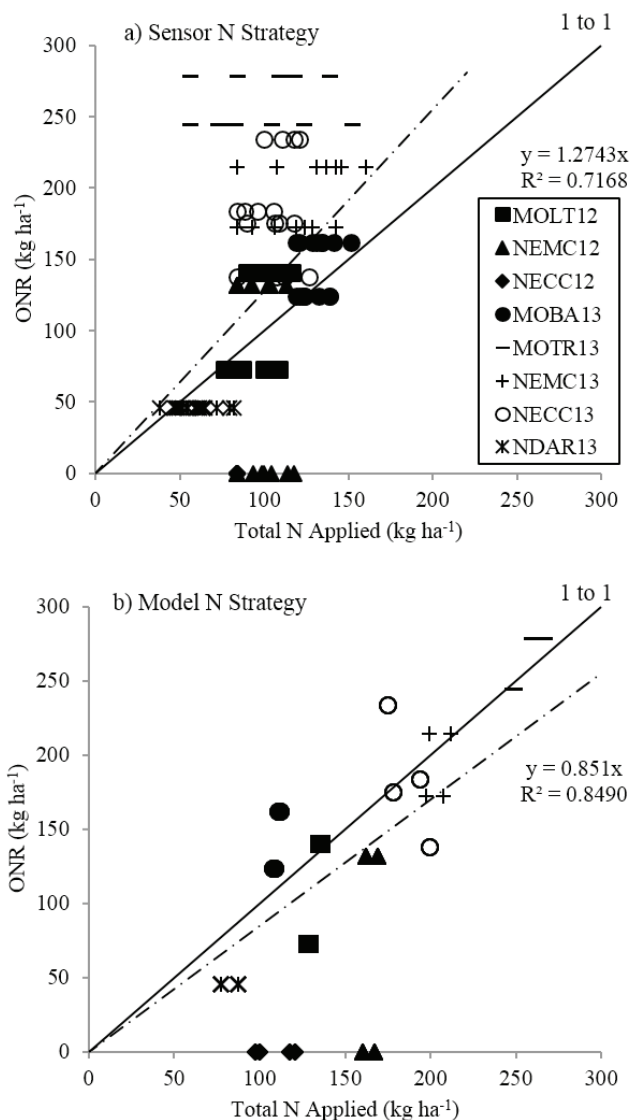 a) Sensor N Strategy
1 to 1
300
250
200
150
100
50
0
ONR (kg ha⁻¹)
y = 1.2743x
R² = 0.7168
MOLT12
NEMC12
NECC12
MOBA13
MOTR13
NEMC13
NECC13
NDAR13
0 50 100 150 200 250 300
Total N Applied (kg ha⁻¹)
b) Model N Strategy
1 to 1
300
250
200
150
100
50
0
ONR (kg ha⁻¹)
y = 0.851x
R² = 0.8490
0 50 100 150 200 250 300
Total N Applied (kg ha⁻¹)